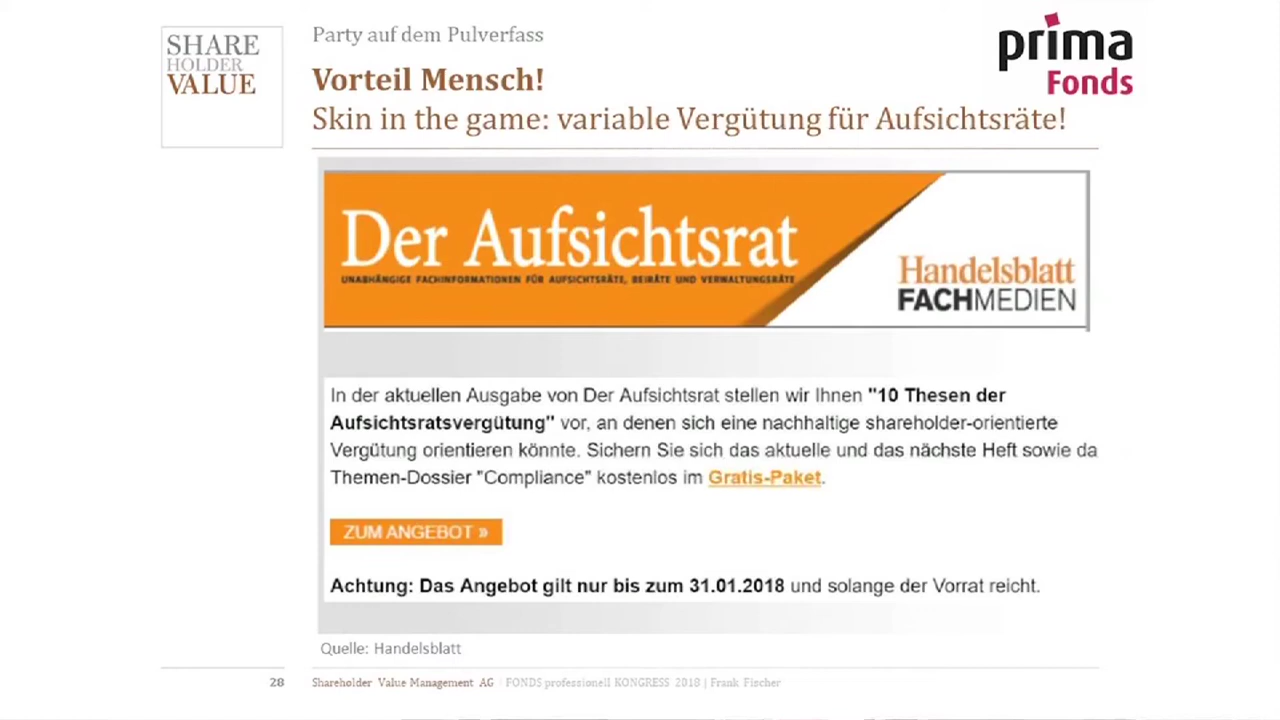 SHARE
HOLDER
VALUE
Party auf dem Pulverfass
prima
Fonds
Vorteil Mensch!
Skin in the game: variable Vergütung für Aufsichtsräte!
Der Aufsichtsrat
UNABHÄNGIGE FACHINFORMATIONEN FÜR AUFSICHTSRÄTE, BEIRÄTE UND VERWALTUNGSRÄTE
Handelsblatt
FACHMEDIEN
In der aktuellen Ausgabe von Der Aufsichtsrat stellen wir Ihnen "10 Thesen der
Aufsichtsratsvergütung" vor, an denen sich eine nachhaltige shareholder-orientierte
Vergütung orientieren könnte. Sichern Sie sich das aktuelle und das nächste Heft sowie da
Themen-Dossier "Compliance" kostenlos im Gratis-Paket.
ZUM ANGEBOT »
Achtung: Das Angebot gilt nur bis zum 31.01.2018 und solange der Vorrat reicht.
Quelle: Handelsblatt
28 Shareholder Value Management AG | FONDS professionell KONGRESS 2018 | Frank Fischer